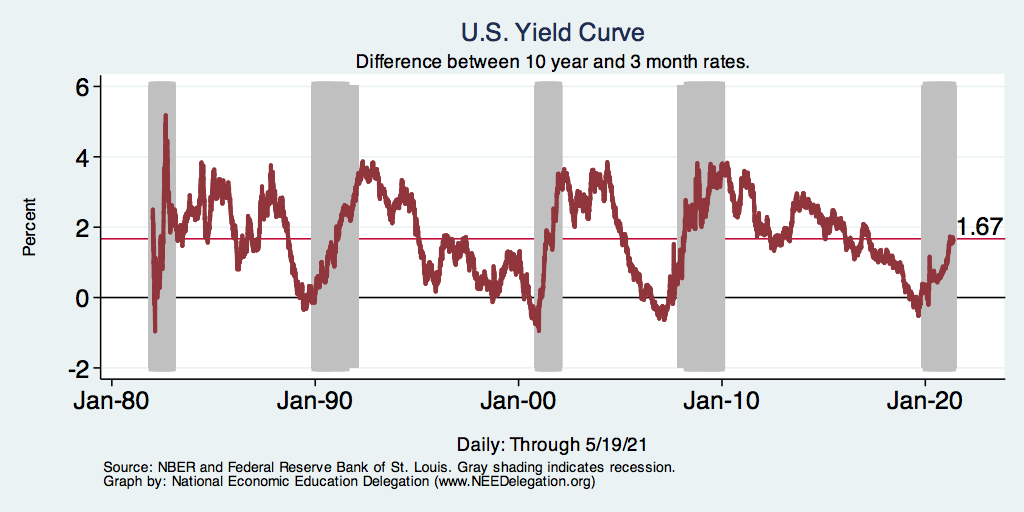 U.S. Yield Curve
Difference between 10 year and 3 month rates.
Percent
6
4
2
0
-2
1.67
Jan-80 Jan-90 Jan-00 Jan-10 Jan-20
Daily: Through 5/19/21
Source: NBER and Federal Reserve Bank of St. Louis. Gray shading indicates recession.
Graph by: National Economic Education Delegation (www.NEEDelegation.org)